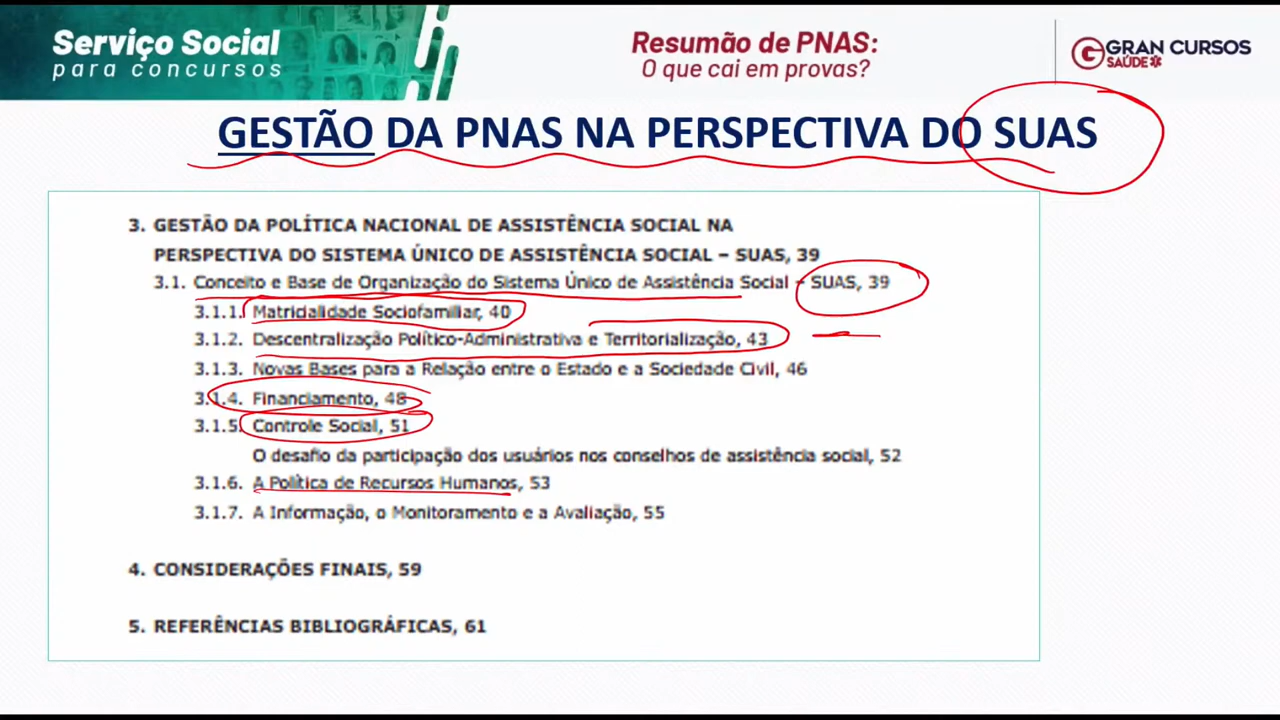 Serviço Social
para concursos
Resumão de PNAS:
O que cai em provas?
GRAN CURSOS
SAÚDE
GESTÃO DA PNAS NA PERSPECTIVA DO SUAS
3. GESTÃO DA POLÍTICA NACIONAL DE ASSISTÊNCIA SOCIAL NA
PERSPECTIVA DO SISTEMA ÚNICO DE ASSISTÊNCIA SOCIAL – SUAS, 39
3.1. Conceito e Base de Organização do Sistema Único de Assistência Social – SUAS, 39
3.1.1. Matricialidade Sociofamiliar, 40
3.1.2. Descentralização Político-Administrativa e Territorialização, 43
3.1.3. Novas Bases para a Relação entre o Estado e a Sociedade Civil, 46
3.1.4. Financiamento, 48
3.1.5. Controle Social, 51
O desafio da participação dos usuários nos conselhos de assistência social, 52
3.1.6. A Política de Recursos Humanos, 53
3.1.7. A Informação, o Monitoramento e a Avaliação, 55
4. CONSIDERAÇÕES FINAIS, 59
5. REFERÊNCIAS BIBLIOGRÁFICAS, 61